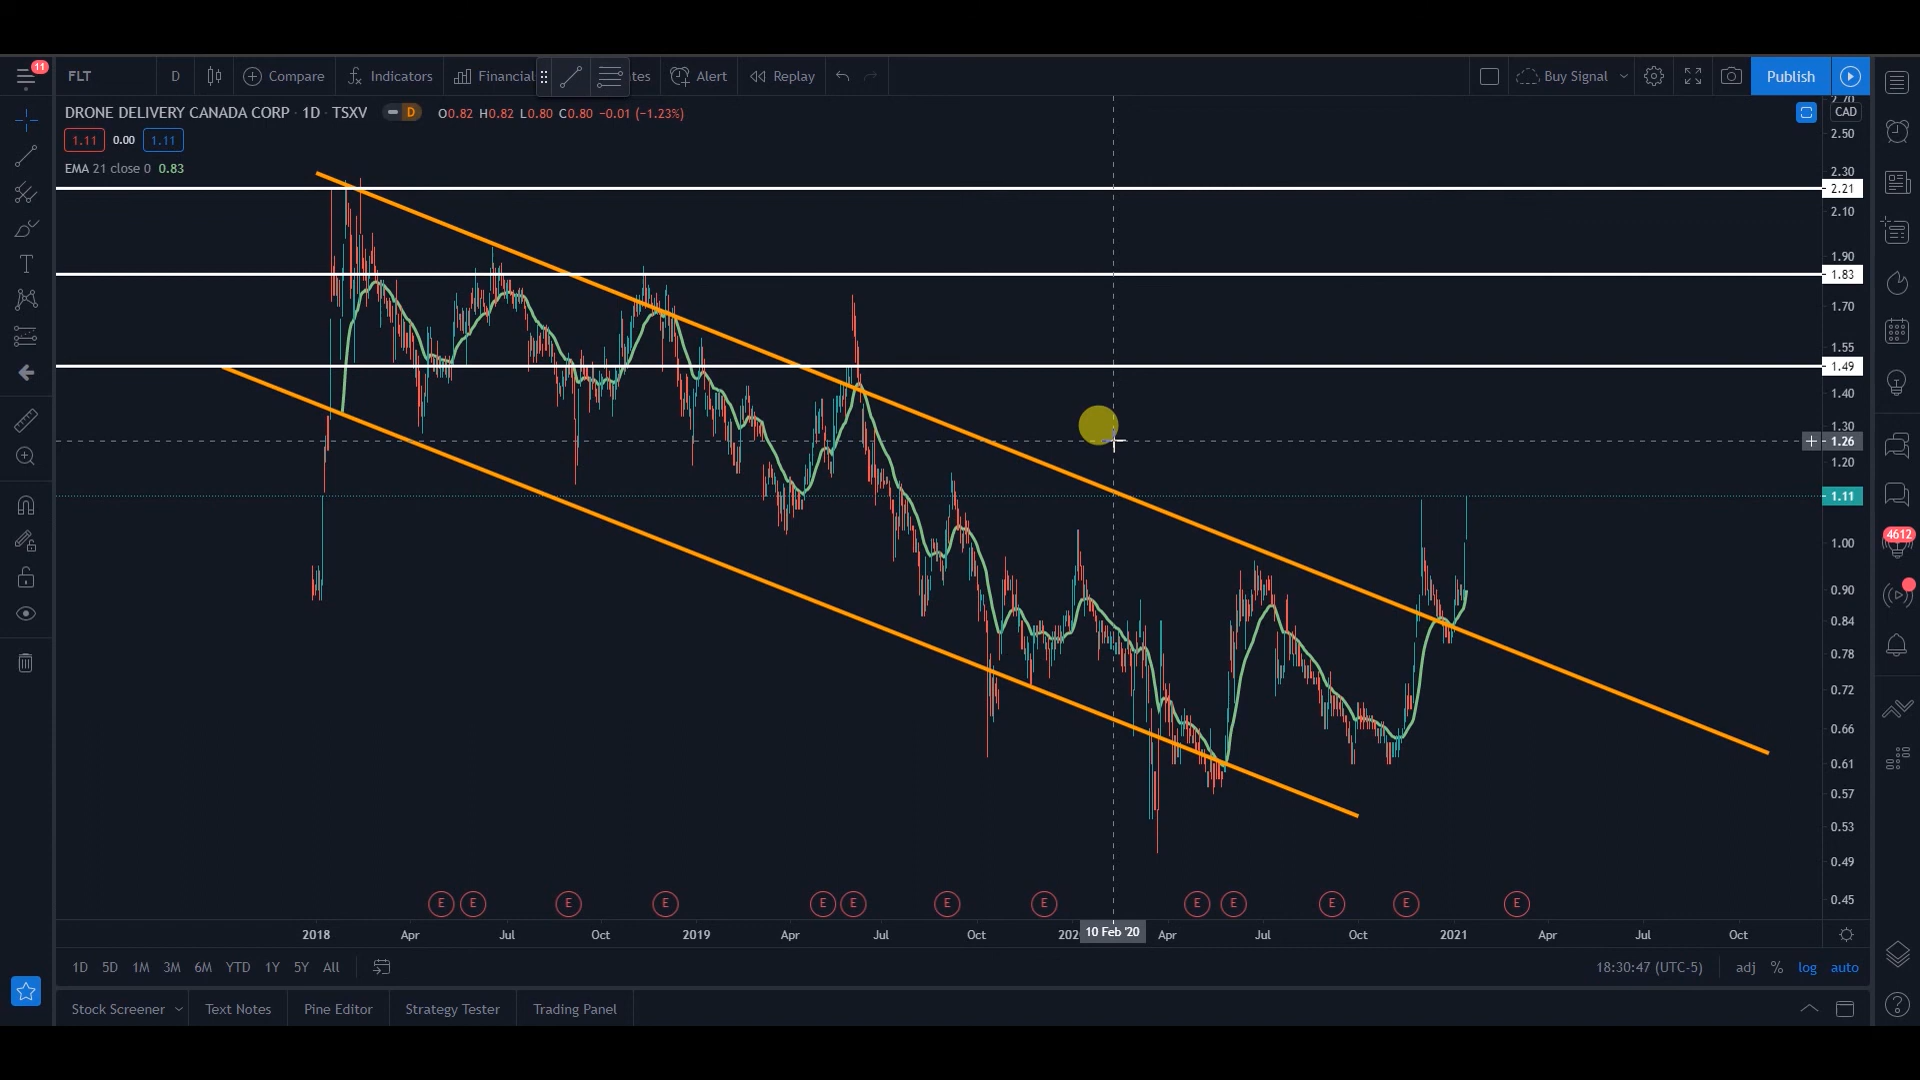 11
FLT D Compare Indicators Financial tes Alert Replay Buy Signal Publish
DRONE DELIVERY CANADA CORP · 1D · TSXV D O0.82 H0.82 L0.80 C0.80 −0.01 (−1.23%)
1.11 0.00 1.11
EMA 21 close 0 0.83
CAD
2.70
2.50
2.30
2.21
2.10
1.90
1.83
1.70
1.55
1.49
1.40
1.30
1.26
1.20
1.11
1.00
0.90
0.84
0.78
0.72
0.66
0.61
0.57
0.53
0.49
0.45
4612
T
E E E E E E E E E E E E E
2018 Apr Jul Oct 2019 Apr Jul Oct 202 10 Feb '20 Apr Jul Oct 2021 Apr Jul Oct
1D 5D 1M 3M 6M YTD 1Y 5Y All 18:30:47 (UTC-5) adj % log auto
Stock Screener Text Notes Pine Editor Strategy Tester Trading Panel